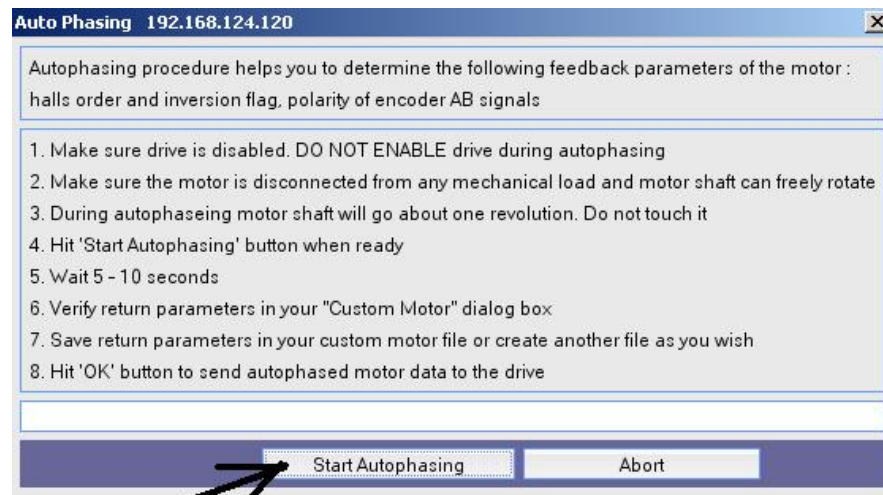 Auto Phasing 192.168.124.120
Autophasing procedure helps you to determine the following feedback parameters of the motor :
halls order and inversion flag, polarity of encoder AB signals
1. Make sure drive is disabled. DO NOT ENABLE drive during autophasing
2. Make sure the motor is disconnected from any mechanical load and motor shaft can freely rotate
3. During autophaseing motor shaft will go about one revolution. Do not touch it
4. Hit 'Start Autophasing' button when ready
5. Wait 5 - 10 seconds
6. Verify return parameters in your "Custom Motor" dialog box
7. Save return parameters in your custom motor file or create another file as you wish
8. Hit 'OK' button to send autophased motor data to the drive
Start Autophasing Abort